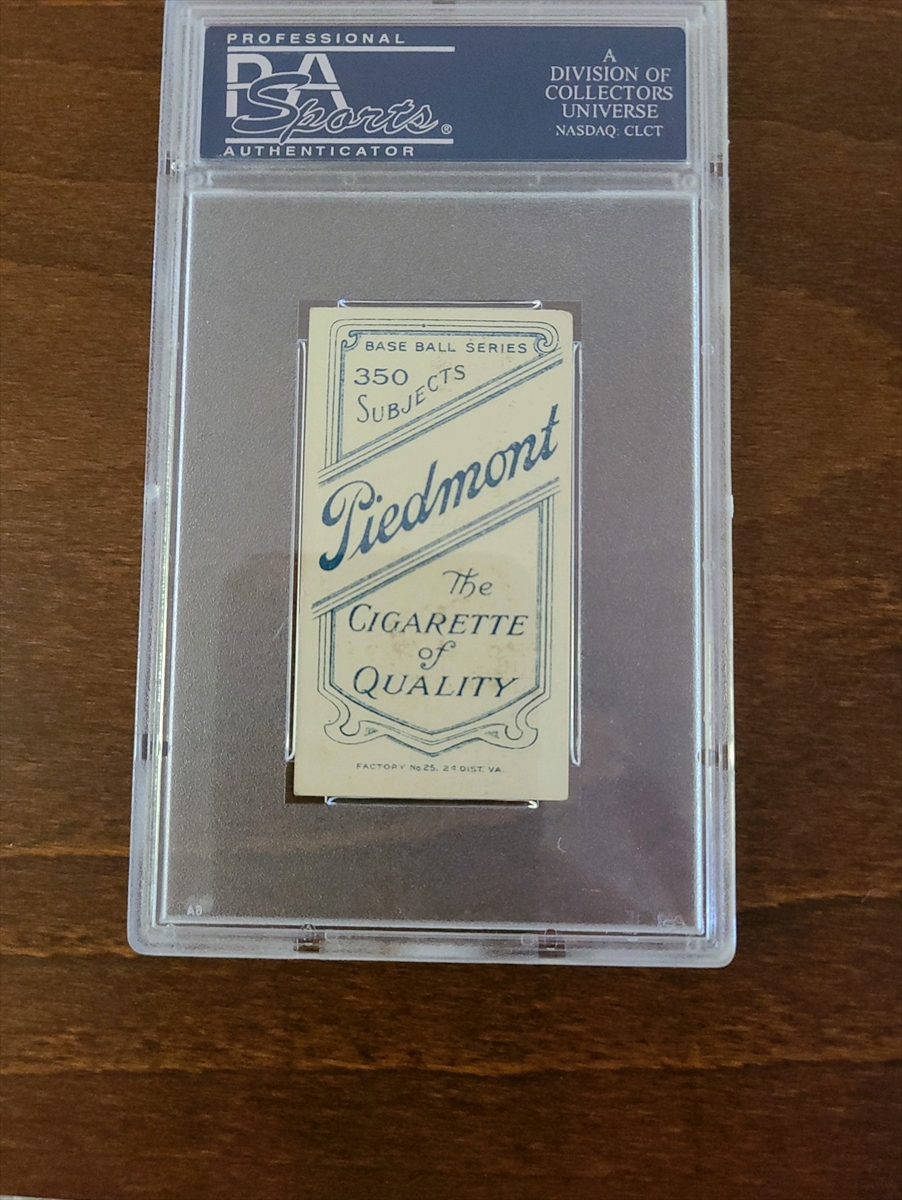 PROFESSIONAL
PSA
Sports®
AUTHENTICATOR
A
DIVISION OF
COLLECTORS
UNIVERSE
NASDAQ: CLCT
BASE BALL SERIES
350
SUBJECTS
Piedmont
The
CIGARETTE
of
QUALITY
FACTORY No 25, 2d DIST. VA.